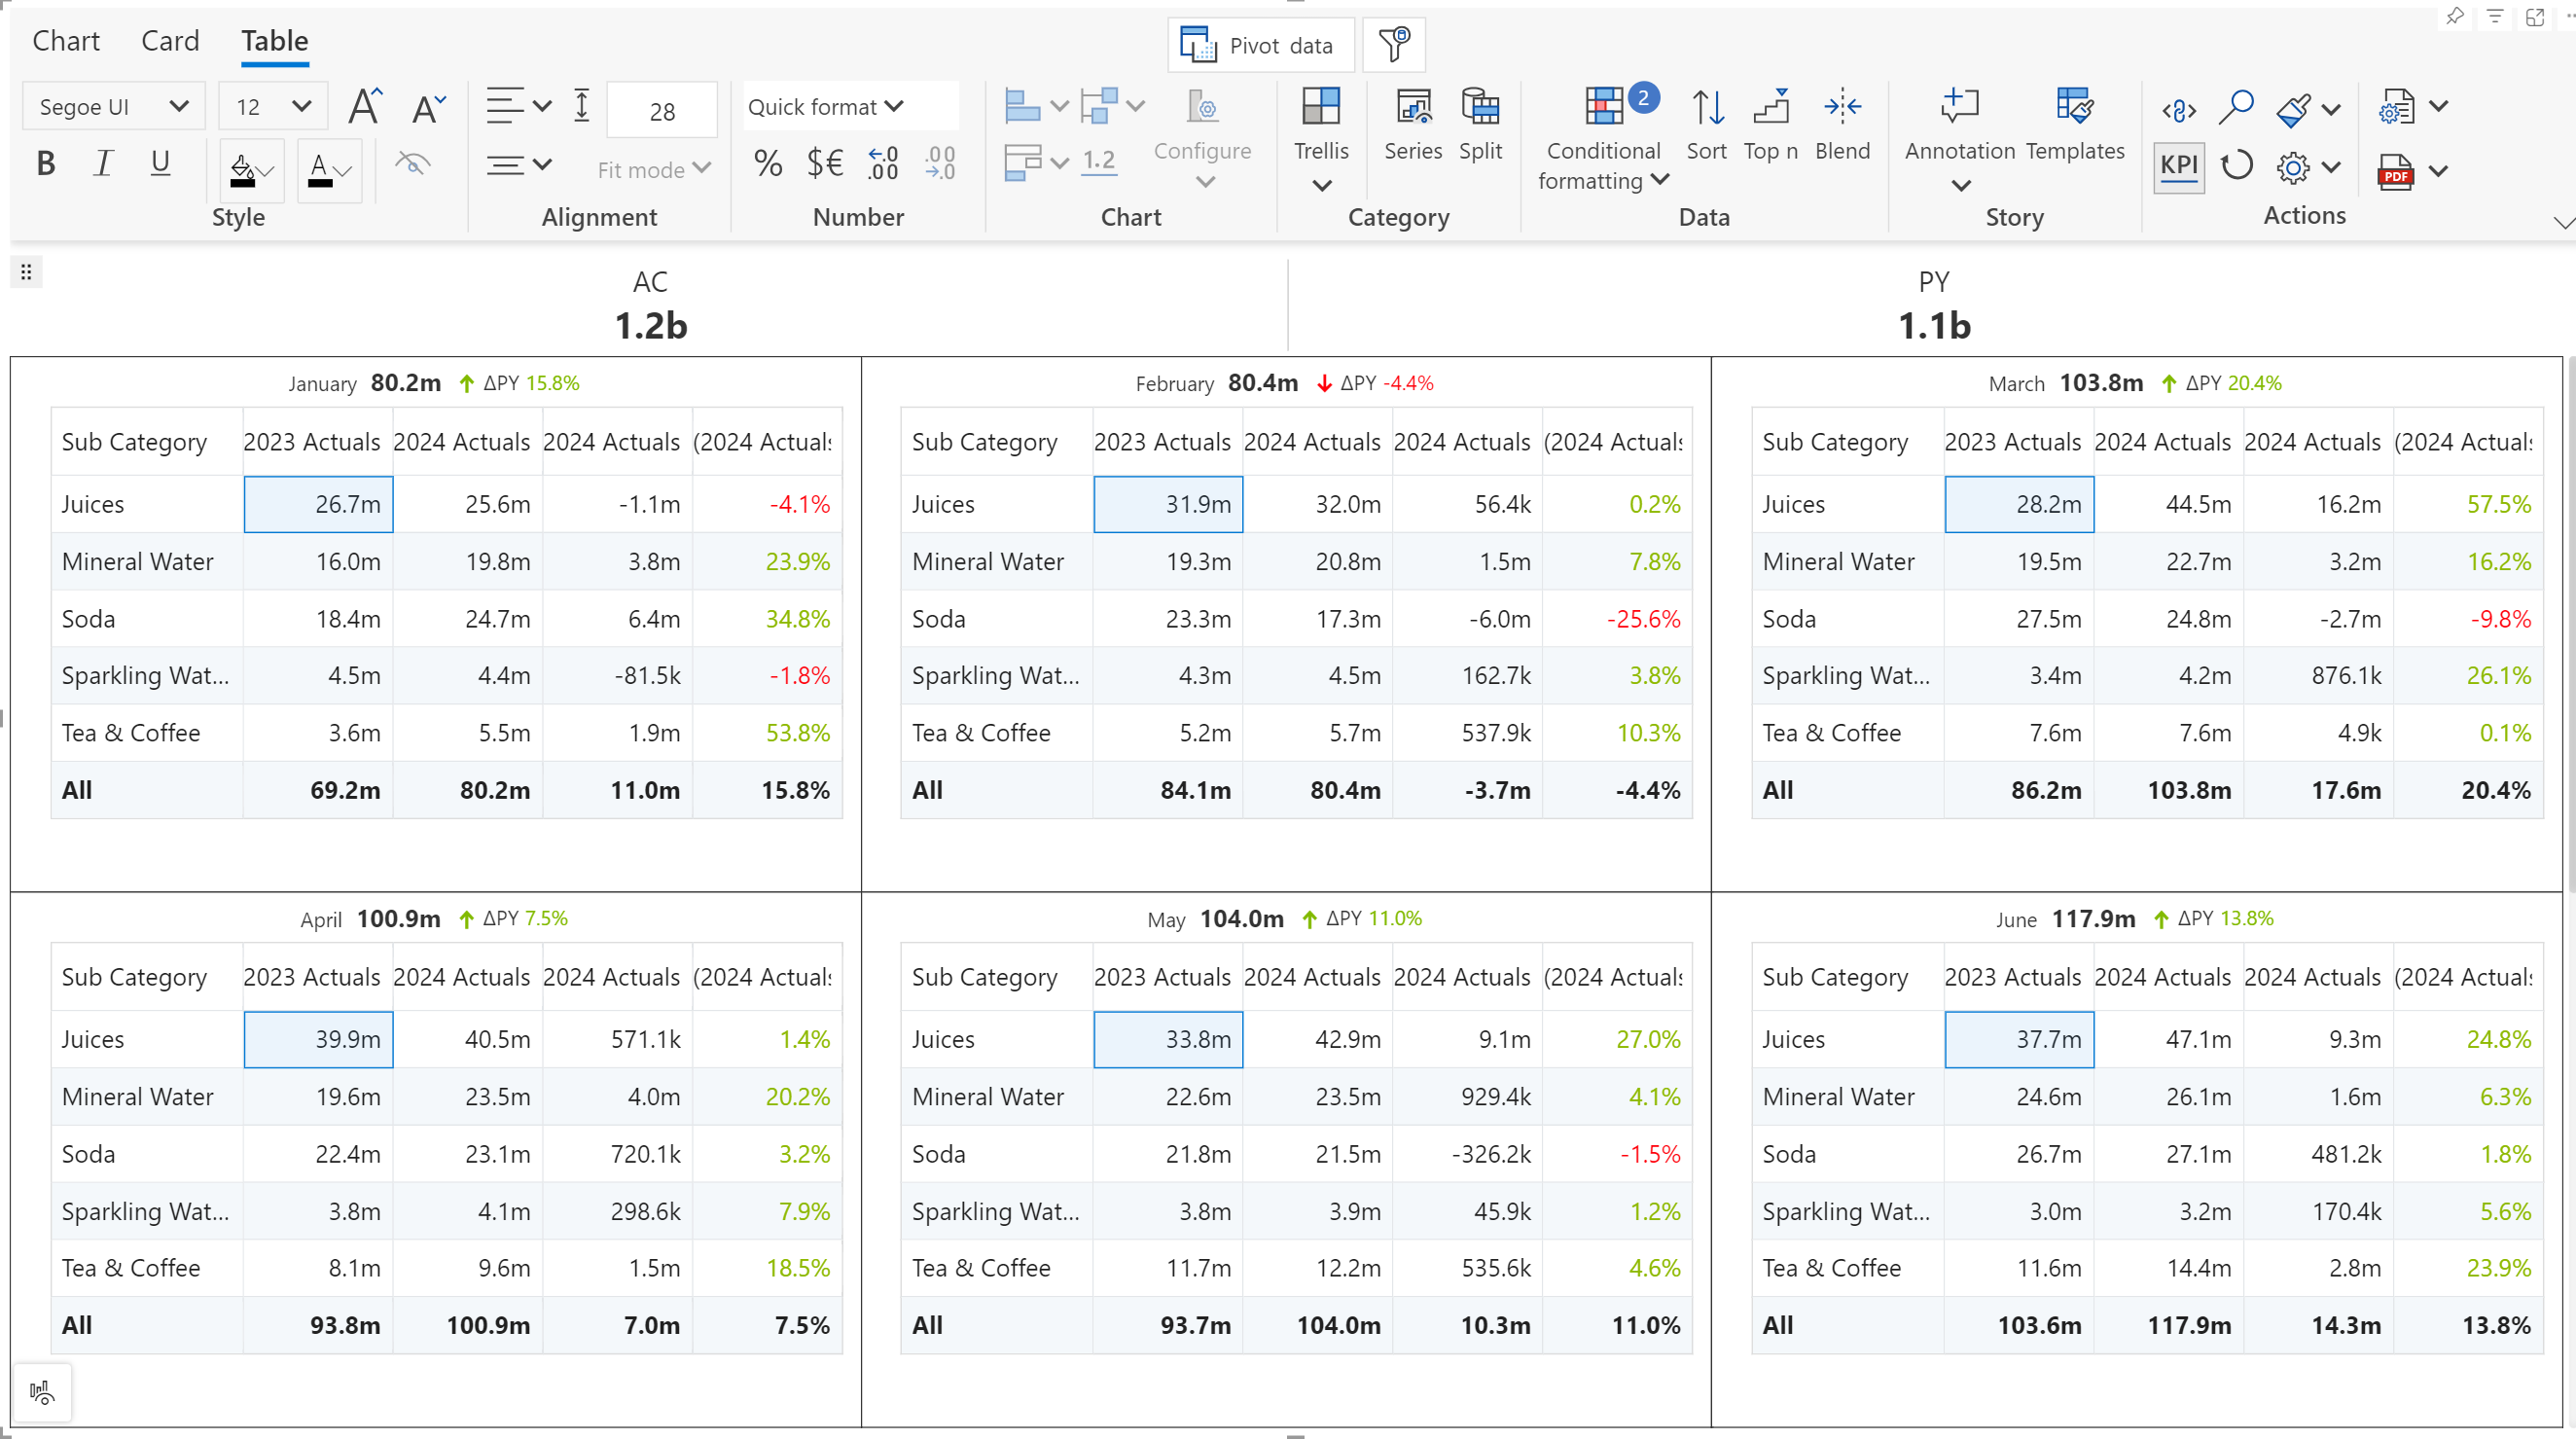 Chart Card Table
Pivot data
Segoe UI 12 A A 28 Quick format 2
B I U A Fit mode % $€ ←.0 .00 .00 →.0 1.2 Configure Trellis Series Split Conditional formatting Sort Top n Blend Annotation Templates KPI PDF
Style Alignment Number Chart Category Data Story Actions
AC PY
1.2b 1.1b
January 80.2m ↑ ΔPY 15.8%
Sub Category 2023 Actuals 2024 Actuals 2024 Actuals (2024 Actuals
Juices 26.7m 25.6m -1.1m -4.1%
Mineral Water 16.0m 19.8m 3.8m 23.9%
Soda 18.4m 24.7m 6.4m 34.8%
Sparkling Wat... 4.5m 4.4m -81.5k -1.8%
Tea & Coffee 3.6m 5.5m 1.9m 53.8%
All 69.2m 80.2m 11.0m 15.8%
February 80.4m ↓ ΔPY -4.4%
Sub Category 2023 Actuals 2024 Actuals 2024 Actuals (2024 Actuals
Juices 31.9m 32.0m 56.4k 0.2%
Mineral Water 19.3m 20.8m 1.5m 7.8%
Soda 23.3m 17.3m -6.0m -25.6%
Sparkling Wat... 4.3m 4.5m 162.7k 3.8%
Tea & Coffee 5.2m 5.7m 537.9k 10.3%
All 84.1m 80.4m -3.7m -4.4%
March 103.8m ↑ ΔPY 20.4%
Sub Category 2023 Actuals 2024 Actuals 2024 Actuals (2024 Actuals
Juices 28.2m 44.5m 16.2m 57.5%
Mineral Water 19.5m 22.7m 3.2m 16.2%
Soda 27.5m 24.8m -2.7m -9.8%
Sparkling Wat... 3.4m 4.2m 876.1k 26.1%
Tea & Coffee 7.6m 7.6m 4.9k 0.1%
All 86.2m 103.8m 17.6m 20.4%
April 100.9m ↑ ΔPY 7.5%
Sub Category 2023 Actuals 2024 Actuals 2024 Actuals (2024 Actuals
Juices 39.9m 40.5m 571.1k 1.4%
Mineral Water 19.6m 23.5m 4.0m 20.2%
Soda 22.4m 23.1m 720.1k 3.2%
Sparkling Wat... 3.8m 4.1m 298.6k 7.9%
Tea & Coffee 8.1m 9.6m 1.5m 18.5%
All 93.8m 100.9m 7.0m 7.5%
May 104.0m ↑ ΔPY 11.0%
Sub Category 2023 Actuals 2024 Actuals 2024 Actuals (2024 Actuals
Juices 33.8m 42.9m 9.1m 27.0%
Mineral Water 22.6m 23.5m 929.4k 4.1%
Soda 21.8m 21.5m -326.2k -1.5%
Sparkling Wat... 3.8m 3.9m 45.9k 1.2%
Tea & Coffee 11.7m 12.2m 535.6k 4.6%
All 93.7m 104.0m 10.3m 11.0%
June 117.9m ↑ ΔPY 13.8%
Sub Category 2023 Actuals 2024 Actuals 2024 Actuals (2024 Actuals
Juices 37.7m 47.1m 9.3m 24.8%
Mineral Water 24.6m 26.1m 1.6m 6.3%
Soda 26.7m 27.1m 481.2k 1.8%
Sparkling Wat... 3.0m 3.2m 170.4k 5.6%
Tea & Coffee 11.6m 14.4m 2.8m 23.9%
All 103.6m 117.9m 14.3m 13.8%